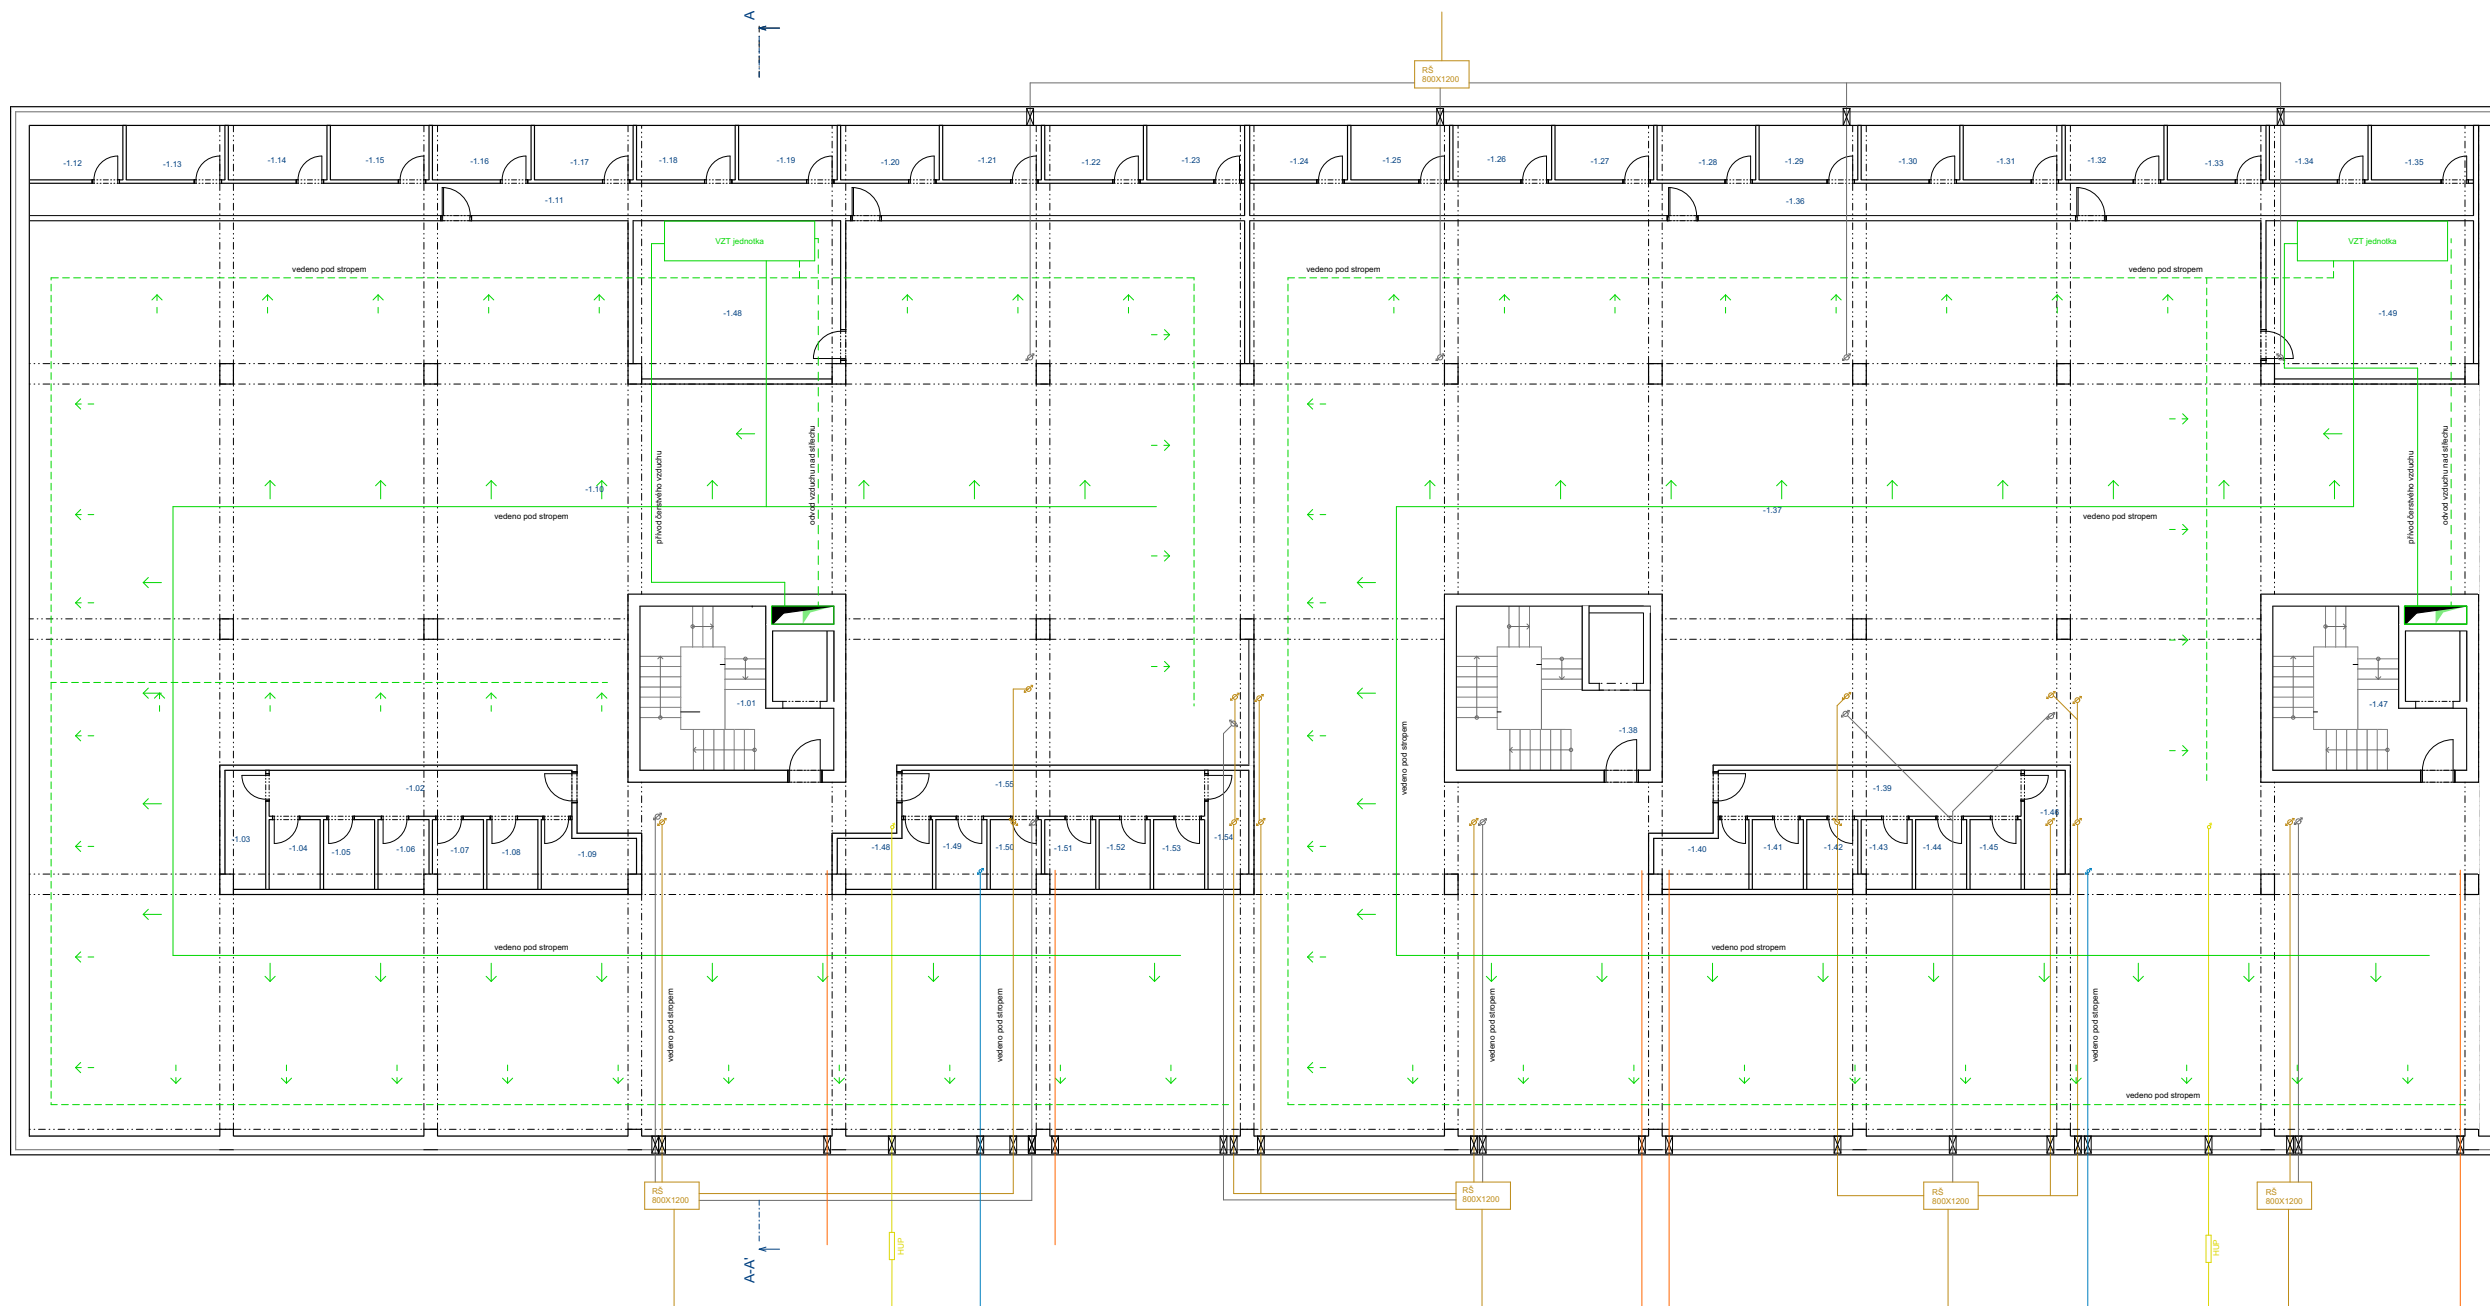 A
RŠ
800X1200
-1.12
-1.13
-1.14
-1.15
-1.16
-1.17
-1.18
-1.19
-1.20
-1.21
-1.22
-1.23
-1.24
-1.25
-1.26
-1.27
-1.28
-1.29
-1.30
-1.31
-1.32
-1.33
-1.34
-1.35
-1.11
-1.36
VZT jednotka
VZT jednotka
vedeno pod stropem
vedeno pod stropem
vedeno pod stropem
-1.48
-1.49
přívod čerstvého vzduchu
odvod vzduchu nad střechu
přívod čerstvého vzduchu
odvod vzduchu nad střechu
-1.10
vedeno pod stropem
-1.37
vedeno pod stropem
-1.01
-1.38
-1.47
vedeno pod stropem
-1.02
-1.55
-1.39
-1.03
-1.04
-1.05
-1.06
-1.07
-1.08
-1.09
-1.48
-1.49
-1.50
-1.51
-1.52
-1.53
-1.54
-1.40
-1.41
-1.42
-1.43
-1.44
-1.45
-1.46
vedeno pod stropem
vedeno pod stropem
vedeno pod stropem
vedeno pod stropem
vedeno pod stropem
vedeno pod stropem
vedeno pod stropem
RŠ
800X1200
RŠ
800X1200
RŠ
800X1200
RŠ
800X1200
HUP
HUP
A-A'